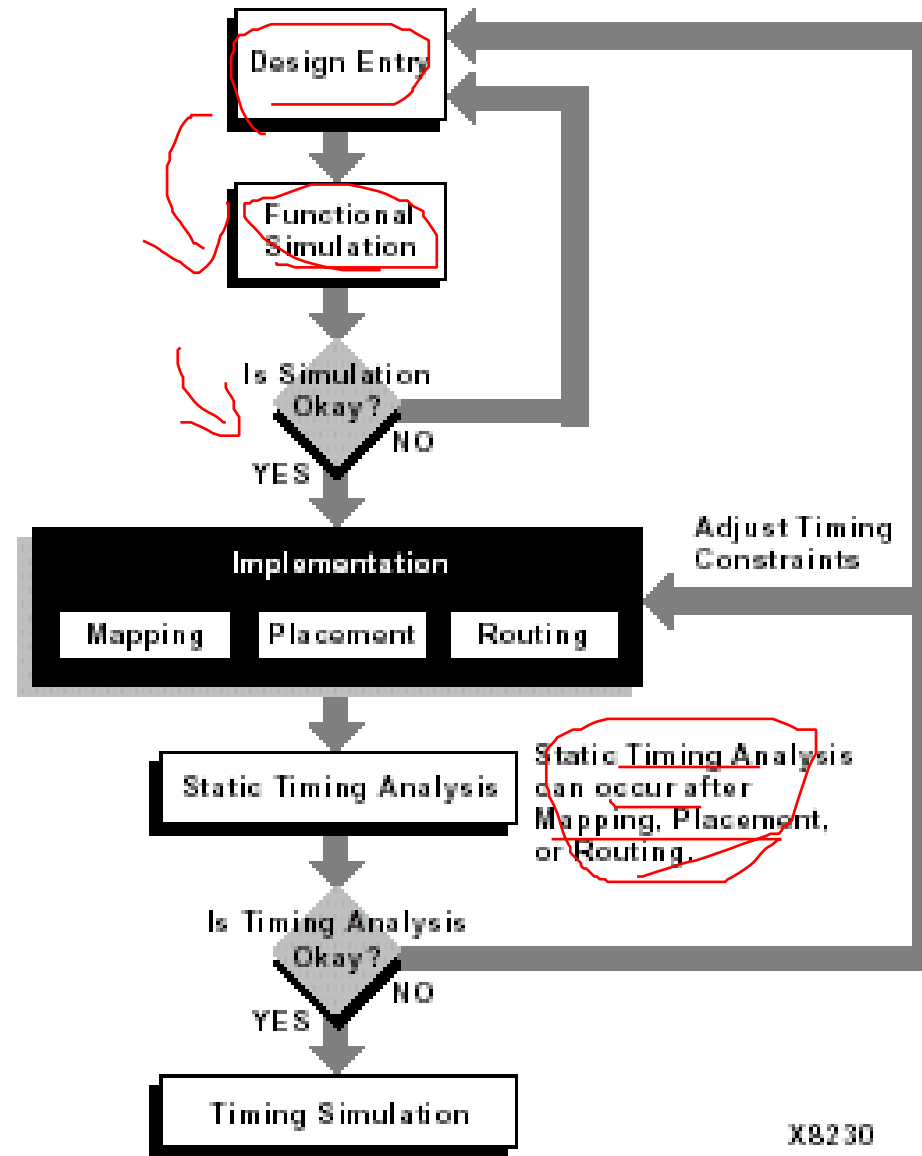 Design Entry
Functional
Simulation
Is Simulation
Okay?
NO
YES
Implementation
Mapping
Placement
Routing
Adjust Timing
Constraints
Static Timing Analysis
Static Timing Analysis
can occur after
Mapping, Placement,
or Routing.
Is Timing Analysis
Okay?
NO
YES
Timing Simulation
X8230